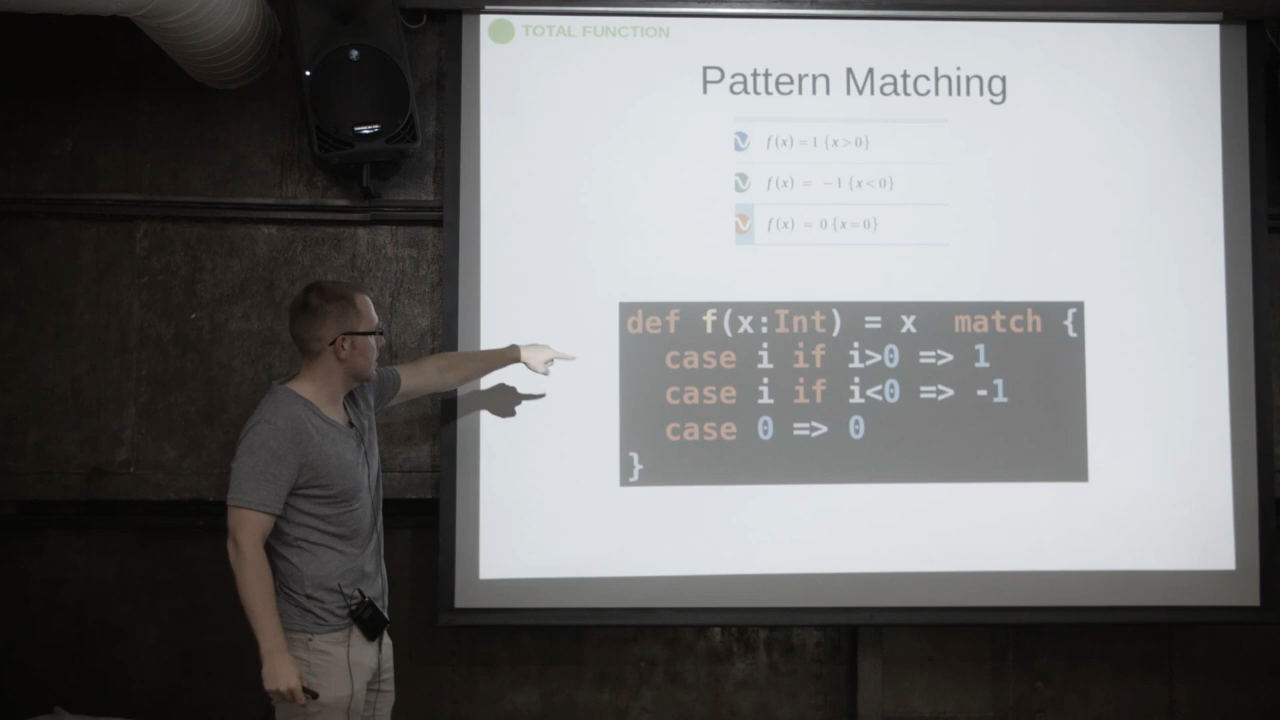 TOTAL FUNCTION
Pattern Matching
f(x) = 1 {x > 0}
f(x) = −1 {x < 0}
f(x) = 0 {x = 0}
def f(x:Int) = x match {
case i if i>0 => 1
case i if i<0 => -1
case 0 => 0
}